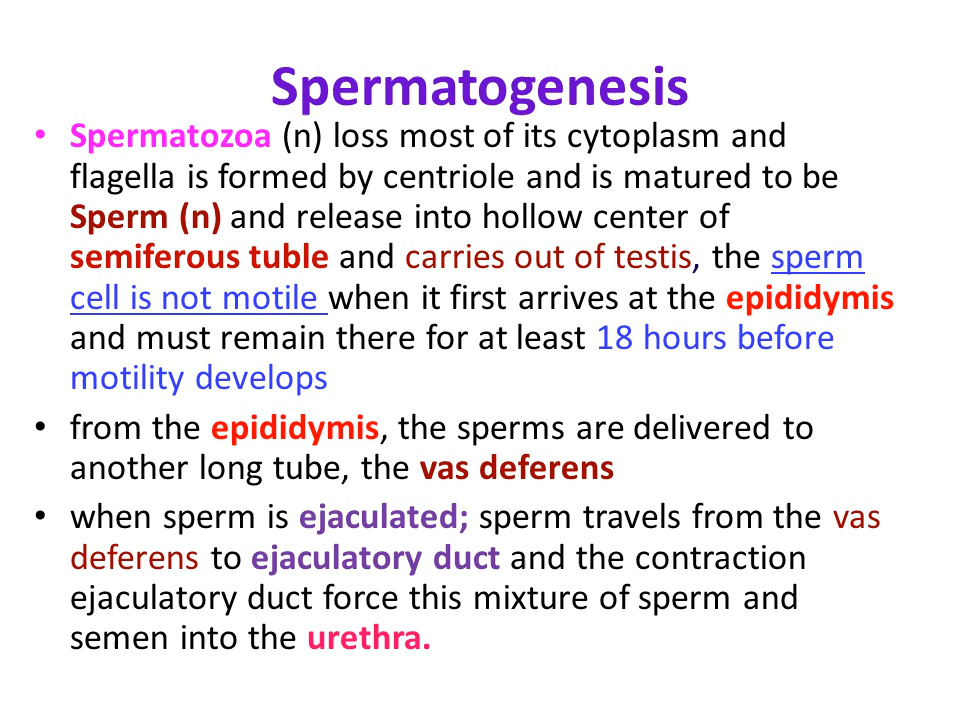 Spermatogenesis
• Spermatozoa (n) loss most of its cytoplasm and
flagella is formed by centriole and is matured to be
Sperm (n) and release into hollow center of
semiferous tuble and carries out of testis, the sperm
cell is not motile when it first arrives at the epididymis
and must remain there for at least 18 hours before
motility develops
• from the epididymis, the sperms are delivered to
another long tube, the vas deferens
• when sperm is ejaculated; sperm travels from the vas
deferens to ejaculatory duct and the contraction
ejaculatory duct force this mixture of sperm and
semen into the urethra.